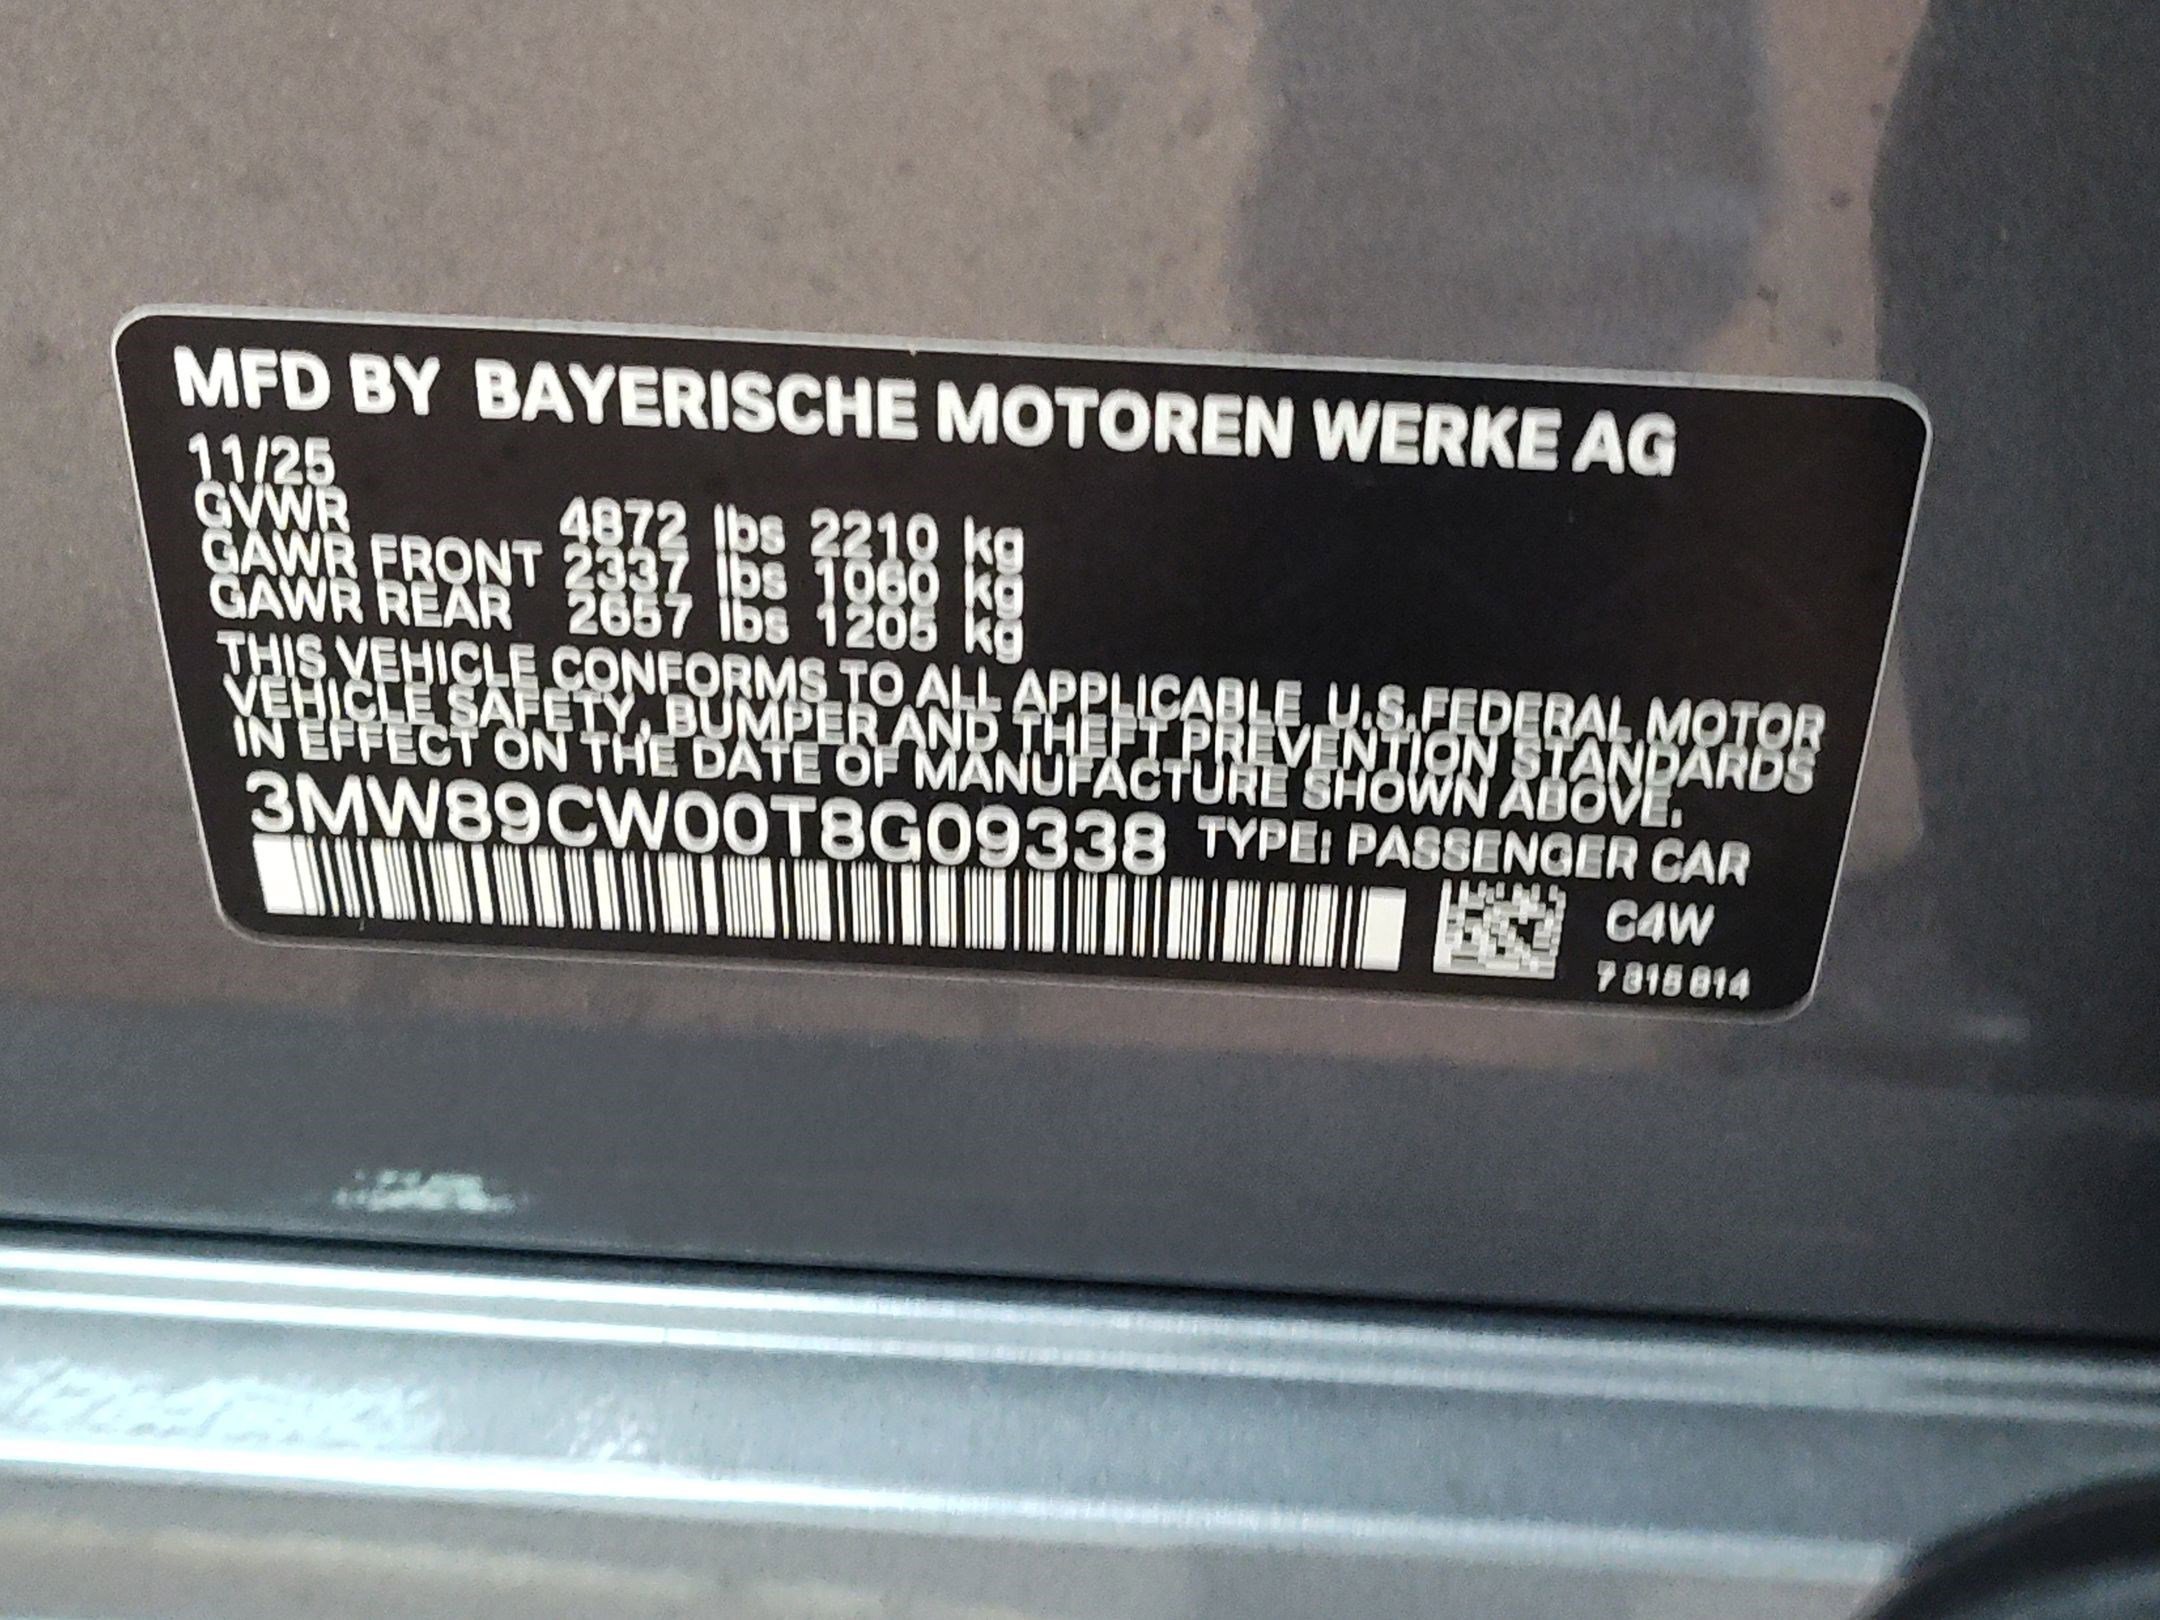 MFD BY BAYERISCHE MOTOREN WERKE AG
11/25
GVWR 4872 lbs 2210 kg
GAWR FRONT 2337 lbs 1060 kg
GAWR REAR 2657 lbs 1205 kg
THIS VEHICLE CONFORMS TO ALL APPLICABLE U.S.FEDERAL MOTOR
VEHICLE SAFETY, BUMPER AND THEFT PREVENTION STANDARDS
IN EFFECT ON THE DATE OF MANUFACTURE SHOWN ABOVE.
3MW89CW00T8G09338 TYPE: PASSENGER CAR
C4W